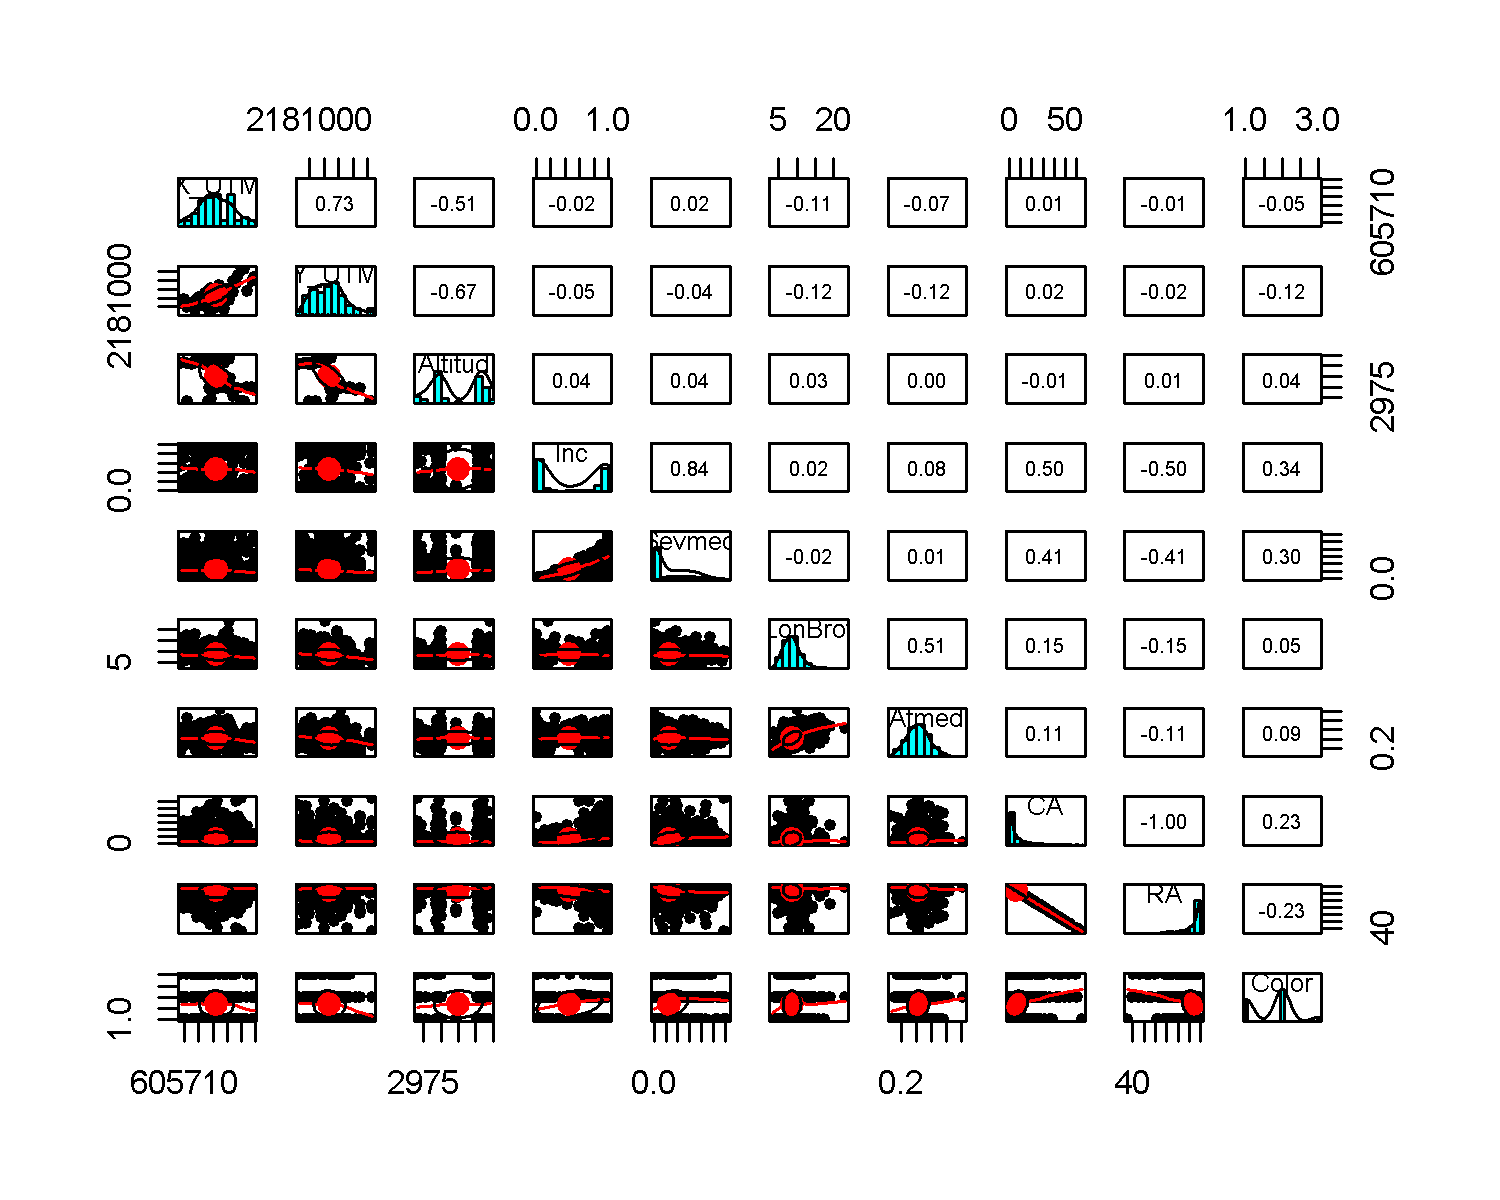 2181000 0.0 1.0 5 20 0 50 1.0 3.0
X_UTM 0.73 -0.51 -0.02 0.02 -0.11 -0.07 0.01 -0.01 -0.05
605710
2181000
Y_UTM -0.67 -0.05 -0.04 -0.12 -0.12 0.02 -0.02 -0.12
Altitud 0.04 0.04 0.03 0.00 -0.01 0.01 0.04
2975
0.0
Inc 0.84 0.02 0.08 0.50 -0.50 0.34
Sevmed -0.02 0.01 0.41 -0.41 0.30
0.0
5
LonBro 0.51 0.15 -0.15 0.05
Atmed 0.11 -0.11 0.09
0.2
0
CA -1.00 0.23
RA -0.23
40
1.0
Color
605710 2975 0.0 0.2 40